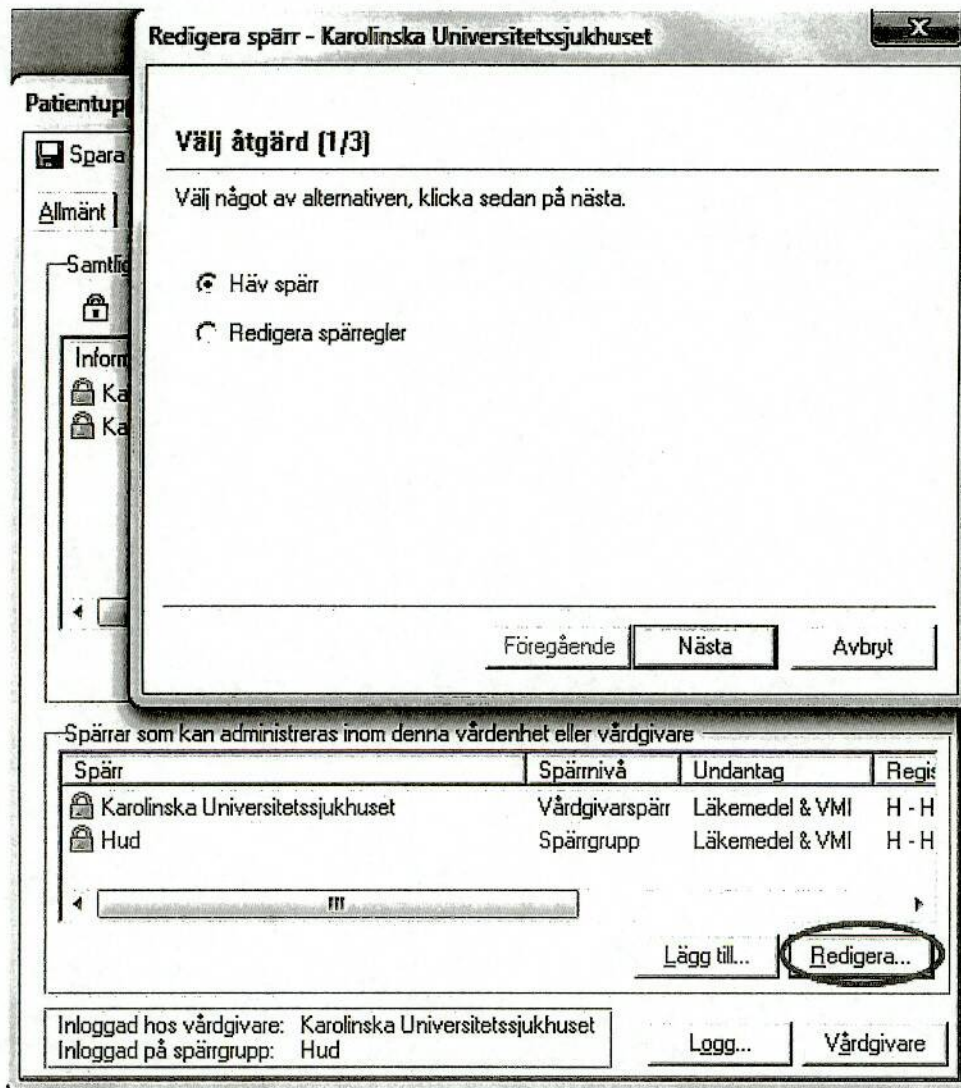 Redigera spärr - Karolinska Universitetssjukhuset
X
Välj åtgärd (1/3)
Välj något av alternativen, klicka sedan på nästa.
Häv spärr
Redigera spärregler
Föregående Nästa Avbryt
Patientup
Spara
Allmänt
Samtlig
Inform
Ka
Ka
Spärrar som kan administreras inom denna vårdenhet eller vårdgivare
Spärr Spärrnivå Undantag Regis
Karolinska Universitetssjukhuset Vårdgivarspärr Läkemedel & VMI H - H
Hud Spärrgrupp Läkemedel & VMI H - H
Lägg till... Redigera...
Inloggad hos vårdgivare: Karolinska Universitetssjukhuset
Inloggad på spärrgrupp: Hud
Logg... Vårdgivare